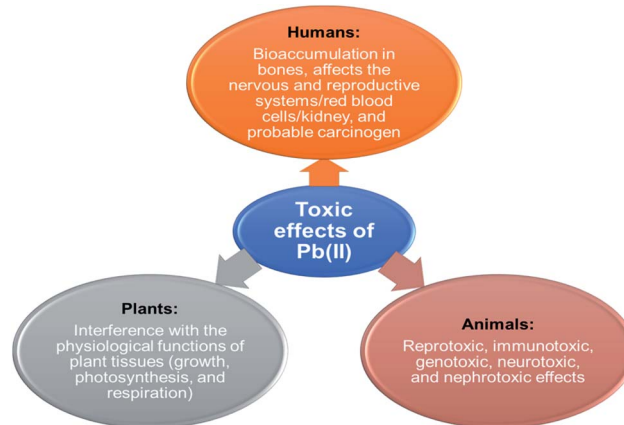 Humans:
Bioaccumulation in
bones, affects the
nervous and reproductive
systems/red blood
cells/kidney, and
probable carcinogen
Toxic
effects of
Pb(II)
Plants:
Interference with the
physiological functions of
plant tissues (growth,
photosynthesis, and
respiration)
Animals:
Reprotoxic, immunotoxic,
genotoxic, neurotoxic,
and nephrotoxic effects